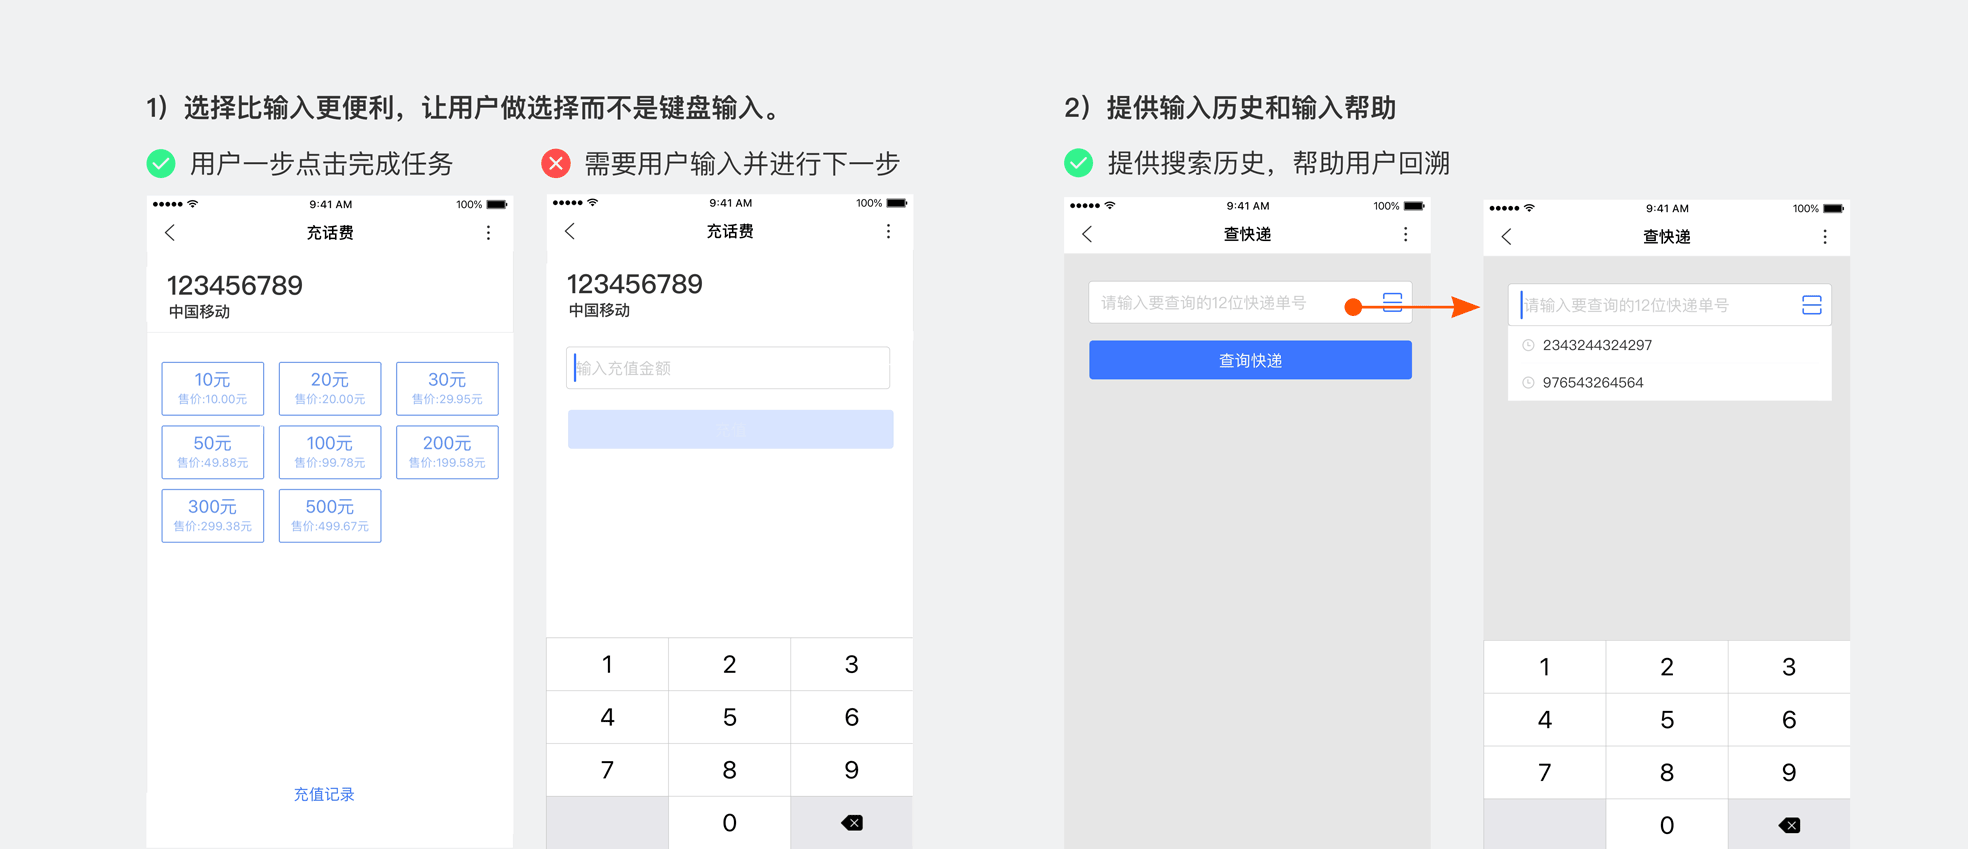 1）选择比输入更便利，让用户做选择而不是键盘输入。
用户一步点击完成任务
9:41 AM
100%
充话费
123456789
中国移动
10元
售价:10.00元
20元
售价:20.00元
30元
售价:29.95元
50元
售价:49.88元
100元
售价:99.78元
200元
售价:199.58元
300元
售价:299.38元
500元
售价:499.67元
充值记录
需要用户输入并进行下一步
9:41 AM
100%
充话费
123456789
中国移动
输入充值金额
1
2
3
4
5
6
7
8
9
0
2）提供输入历史和输入帮助
提供搜索历史，帮助用户回溯
9:41 AM
100%
查快递
请输入要查询的12位快递单号
查询快递
9:41 AM
100%
查快递
请输入要查询的12位快递单号
2343244324297
976543264564
1
2
3
4
5
6
7
8
9
0